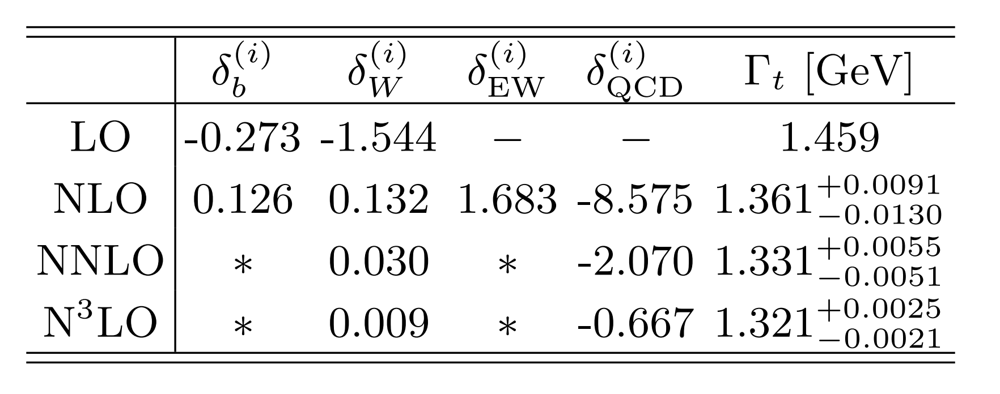 δ_b^(i) δ_W^(i) δ_EW^(i) δ_QCD^(i) Γ_t [GeV]
LO -0.273 -1.544 − − 1.459
NLO 0.126 0.132 1.683 -8.575 1.361^{+0.0091}_{−0.0130}
NNLO * 0.030 * -2.070 1.331^{+0.0055}_{−0.0051}
N³LO * 0.009 * -0.667 1.321^{+0.0025}_{−0.0021}